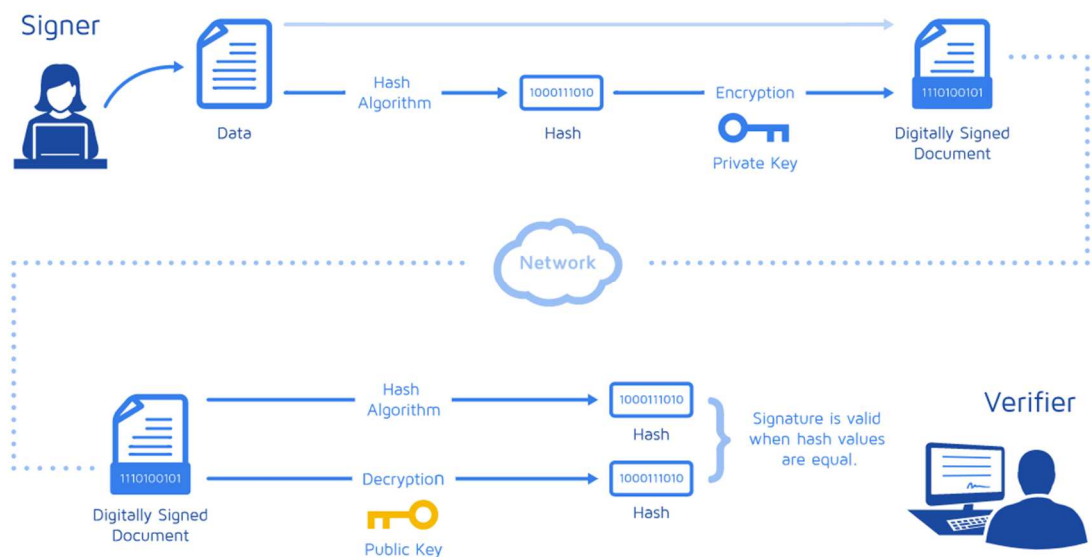 Signer
Data
Hash
Algorithm
1000111010
Hash
Encryption
Private Key
1110100101
Digitally Signed
Document
Network
1110100101
Digitally Signed
Document
Hash
Algorithm
1000111010
Hash
Decryption
Public Key
1000111010
Hash
Signature is valid
when hash values
are equal.
Verifier